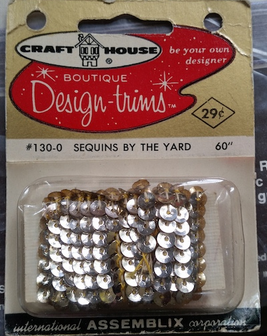 CRAFT HOUSE ®
be your own
designer
BOUTIQUE
Design-trims™
29¢
#130-0 SEQUINS BY THE YARD 60"
international ASSEMBLIX corporation